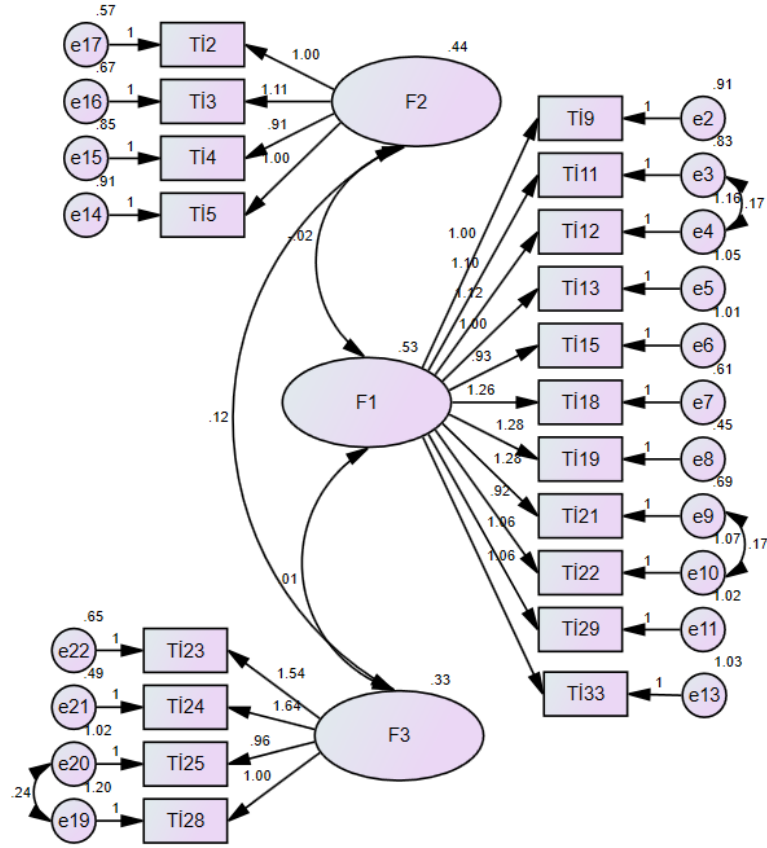 .57
e17 1 Tİ2
.67
e16 1 Tİ3
.85
e15 1 Tİ4
.91
e14 1 Tİ5
1.00
1.11
.91
1.00
.44
F2
-.02
.12
.01
.53
F1
1.00
1.10
1.12
1.00
.93
1.26
1.28
1.28
.92
1.06
1.06
.91
Tİ9 1 e2
.83
Tİ11 1 e3
1.16
.17
Tİ12 1 e4
1.05
Tİ13 1 e5
1.01
Tİ15 1 e6
.61
Tİ18 1 e7
.45
Tİ19 1 e8
.69
Tİ21 1 e9
1.07
.17
Tİ22 1 e10
1.02
Tİ29 1 e11
1.03
Tİ33 1 e13
.65
e22 1 Tİ23
.49
e21 1 Tİ24
1.02
e20 1 Tİ25
1.20
.24
e19 1 Tİ28
1.54
1.64
.96
1.00
.33
F3